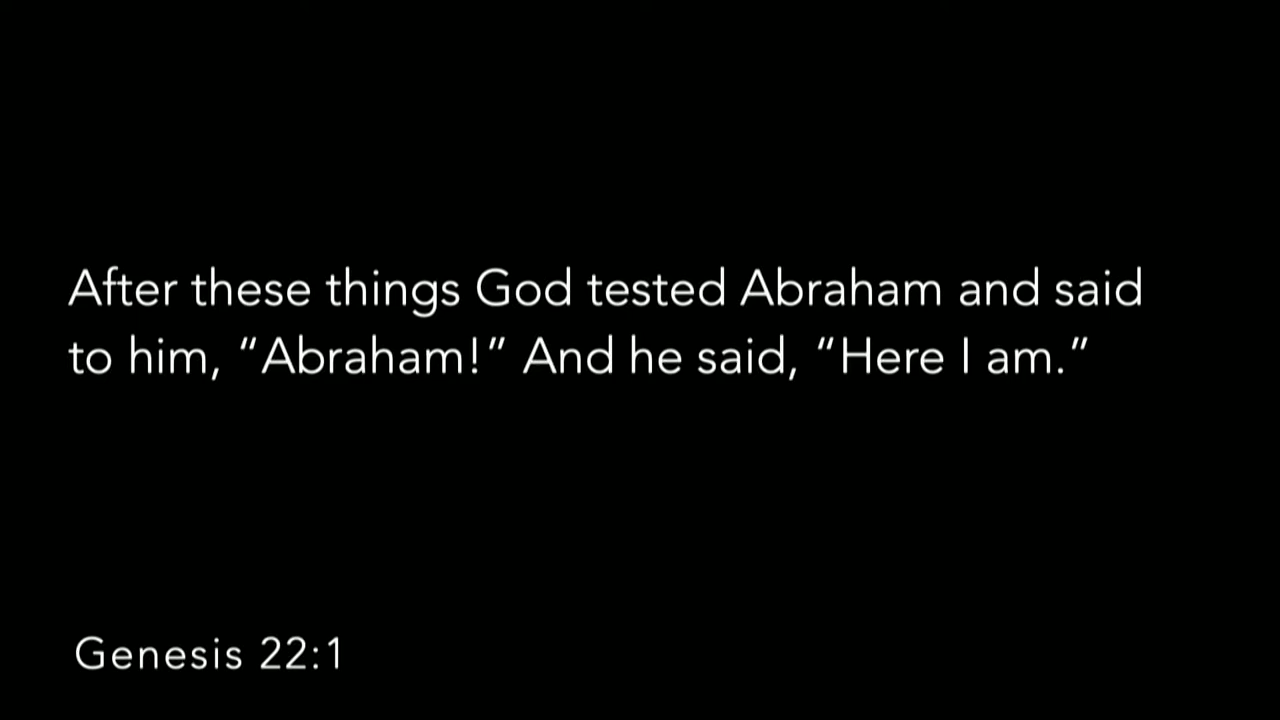 After these things God tested Abraham and said
to him, “Abraham!” And he said, “Here I am.”
Genesis 22:1